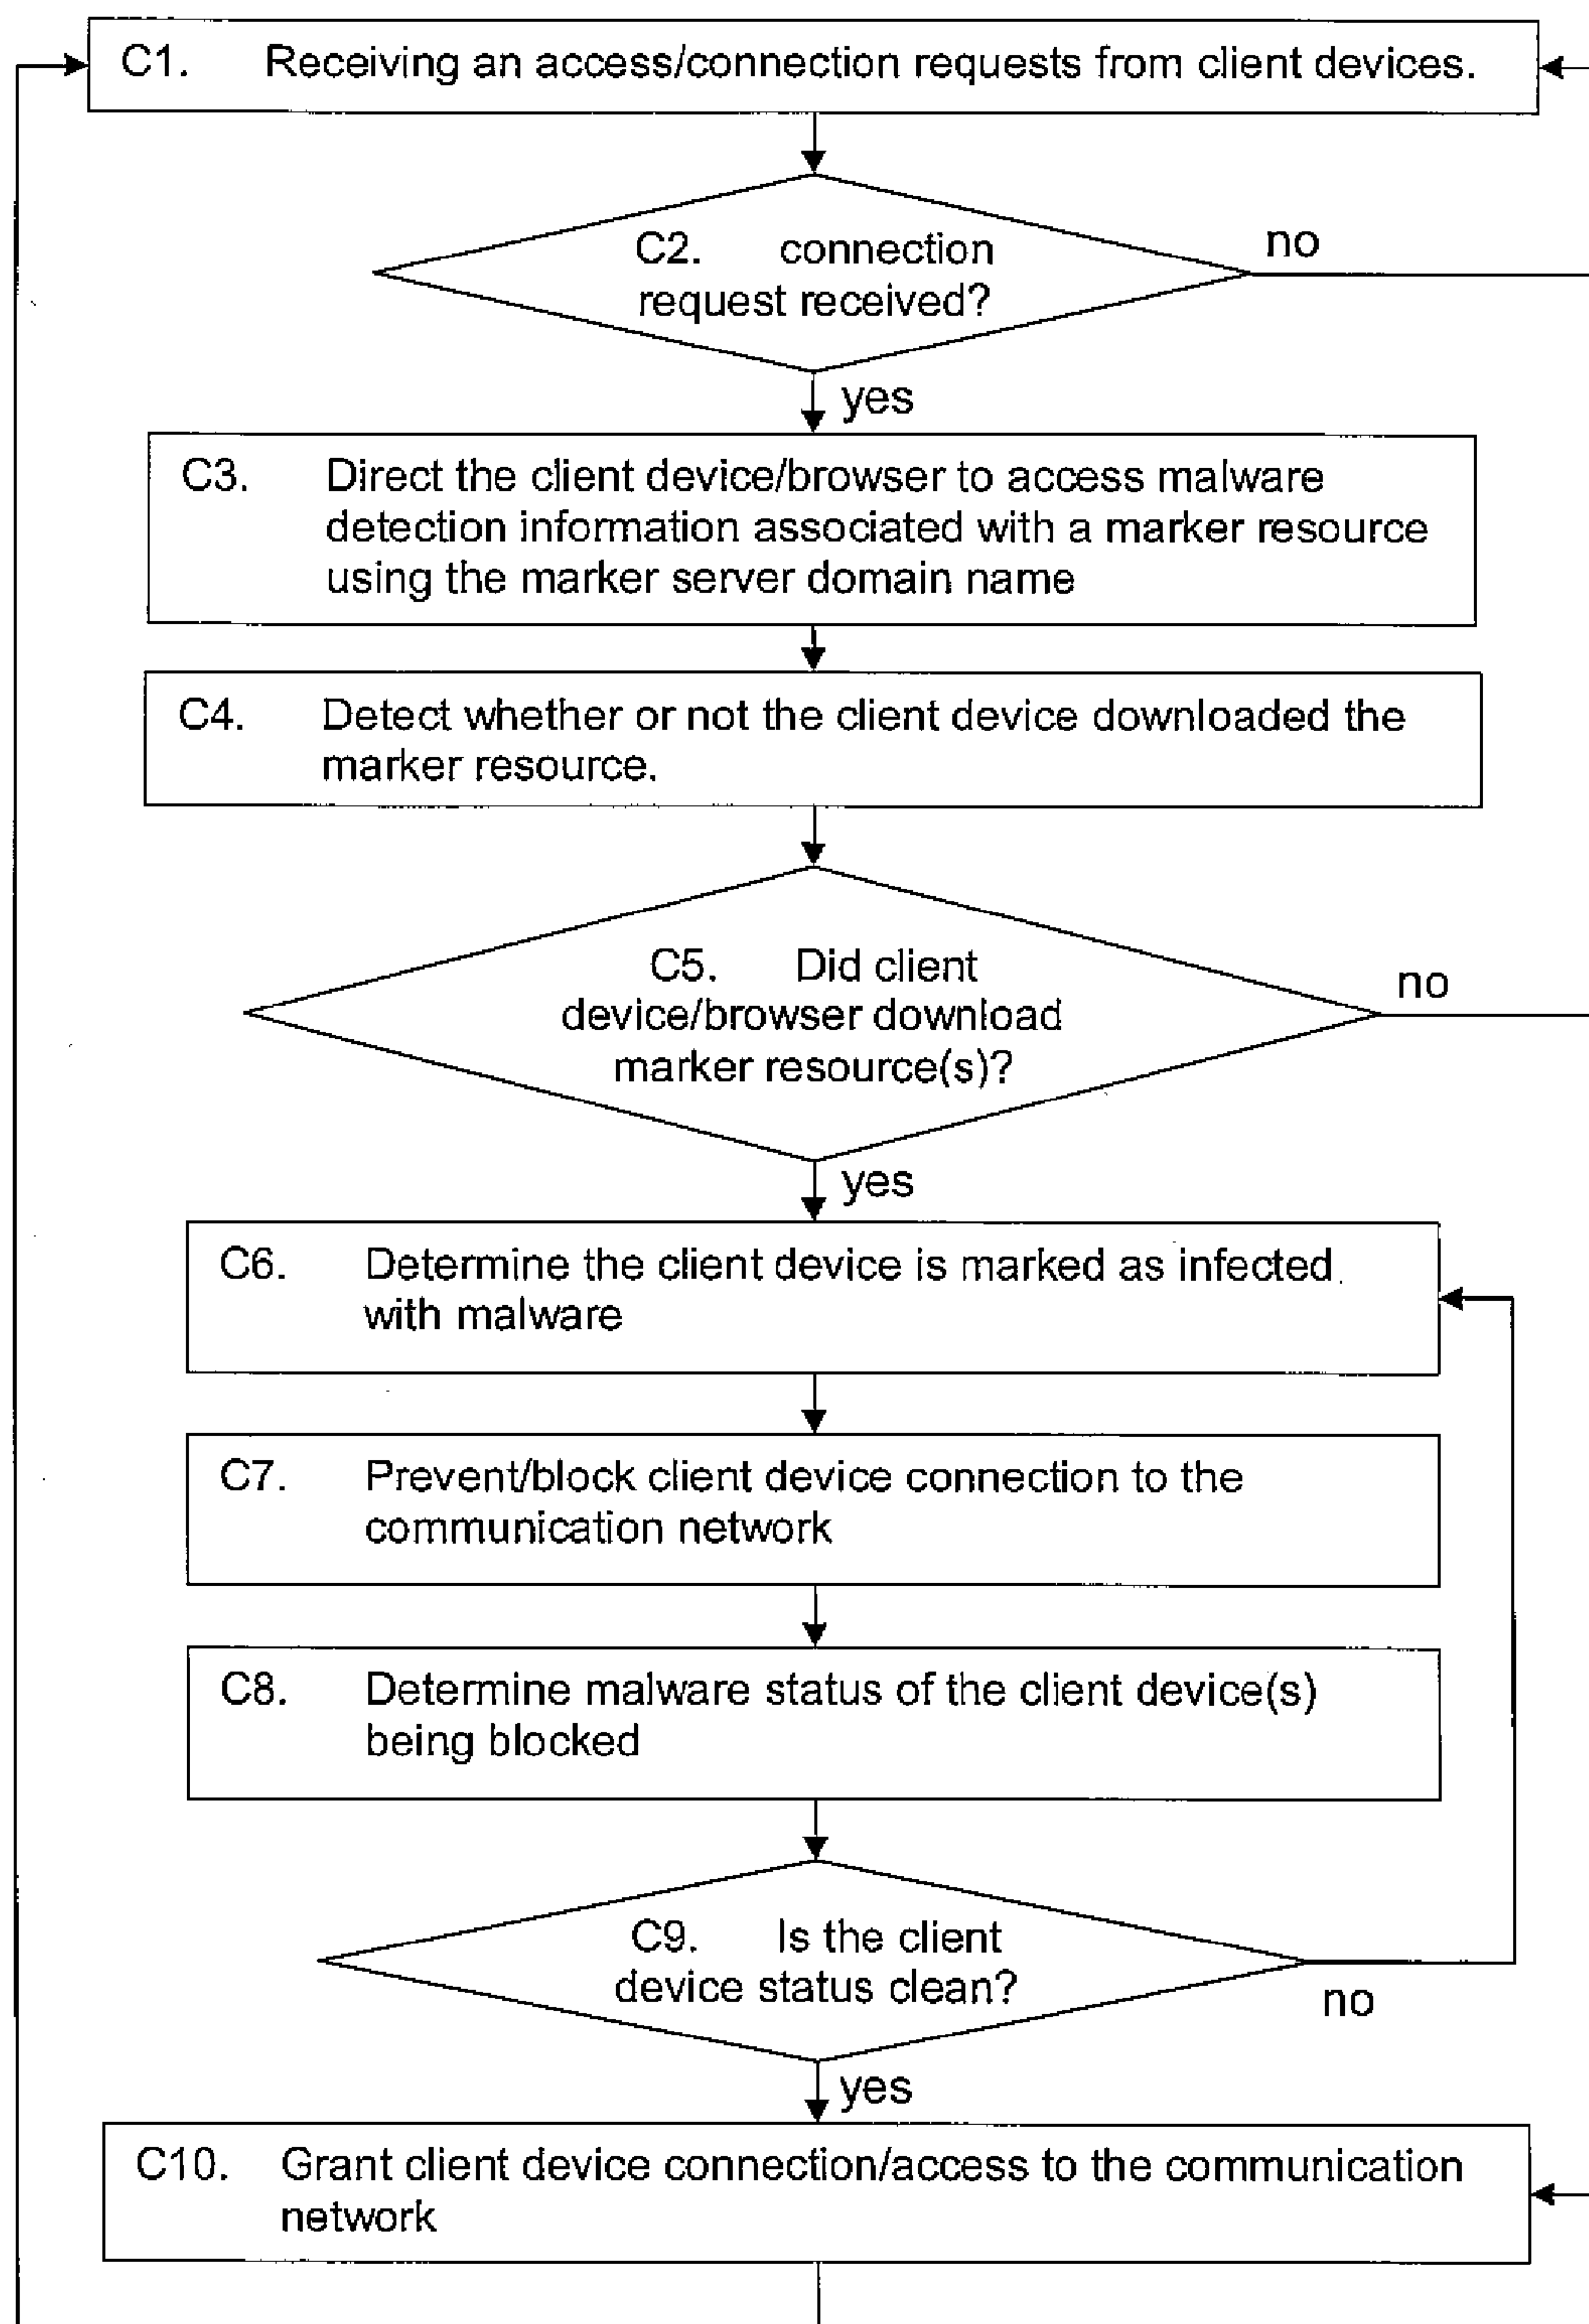 C1. Receiving an access/connection requests from client devices.
C2. connection
request received?
no
yes
C3. Direct the client device/browser to access malware
detection information associated with a marker resource
using the marker server domain name
C4. Detect whether or not the client device downloaded the
marker resource.
C5. Did client
device/browser download
marker resource(s)?
no
yes
C6. Determine the client device is marked as infected
with malware
C7. Prevent/block client device connection to the
communication network
C8. Determine malware status of the client device(s)
being blocked
C9. Is the client
device status clean?
no
yes
C10. Grant client device connection/access to the communication
network